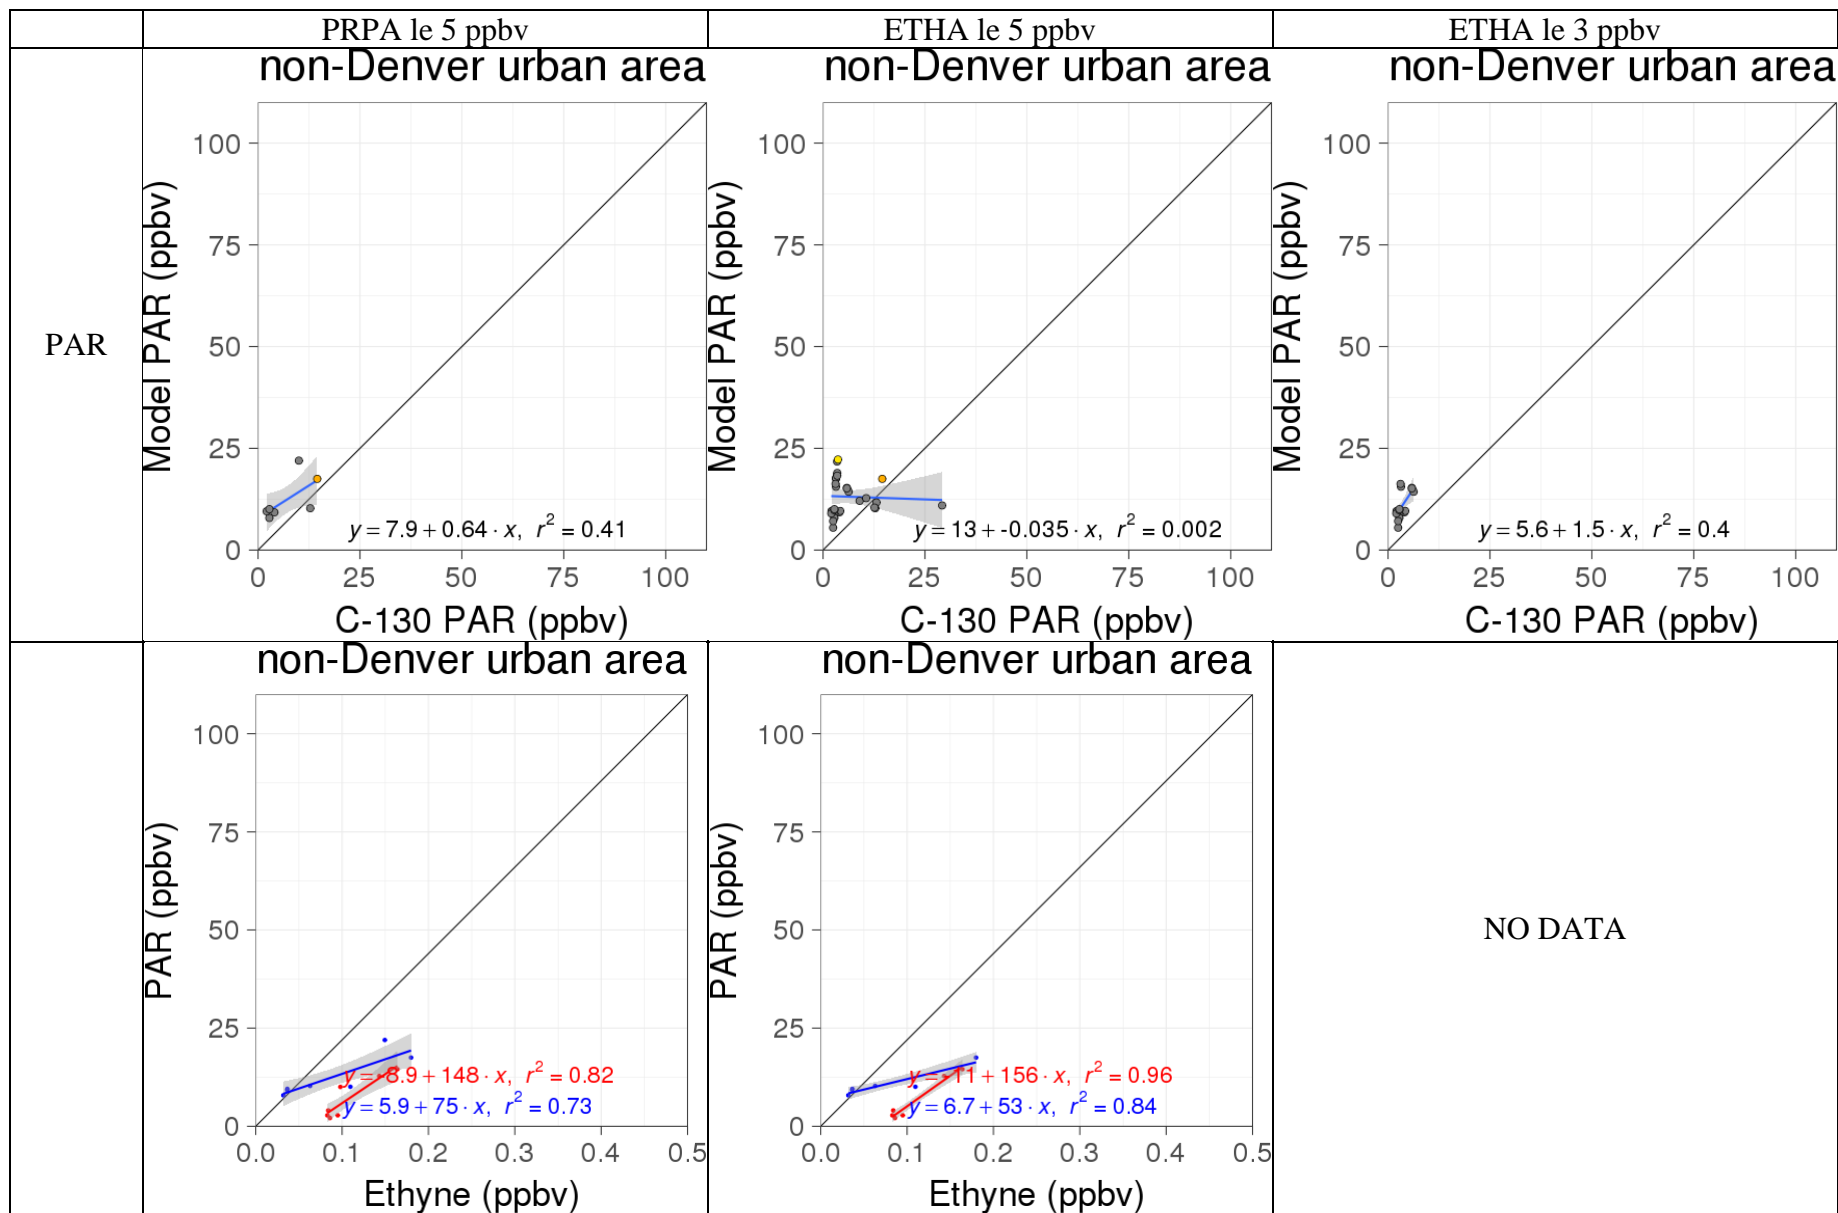 PRPA le 5 ppbv ETHA le 5 ppbv ETHA le 3 ppbv
PAR
non-Denver urban area
Model PAR (ppbv)
100
75
50
25
0
y = 7.9 + 0.64 · x, r² = 0.41
0 25 50 75 100
C-130 PAR (ppbv)
non-Denver urban area
Model PAR (ppbv)
100
75
50
25
0
y = 13 + -0.035 · x, r² = 0.002
0 25 50 75 100
C-130 PAR (ppbv)
non-Denver urban area
Model PAR (ppbv)
100
75
50
25
0
y = 5.6 + 1.5 · x, r² = 0.4
0 25 50 75 100
C-130 PAR (ppbv)
non-Denver urban area
PAR (ppbv)
100
75
50
25
0
y = -8.9 + 148 · x, r² = 0.82
y = 5.9 + 75 · x, r² = 0.73
0.0 0.1 0.2 0.3 0.4 0.5
Ethyne (ppbv)
non-Denver urban area
PAR (ppbv)
100
75
50
25
0
y = -11 + 156 · x, r² = 0.96
y = 6.7 + 53 · x, r² = 0.84
0.0 0.1 0.2 0.3 0.4 0.5
Ethyne (ppbv)
NO DATA